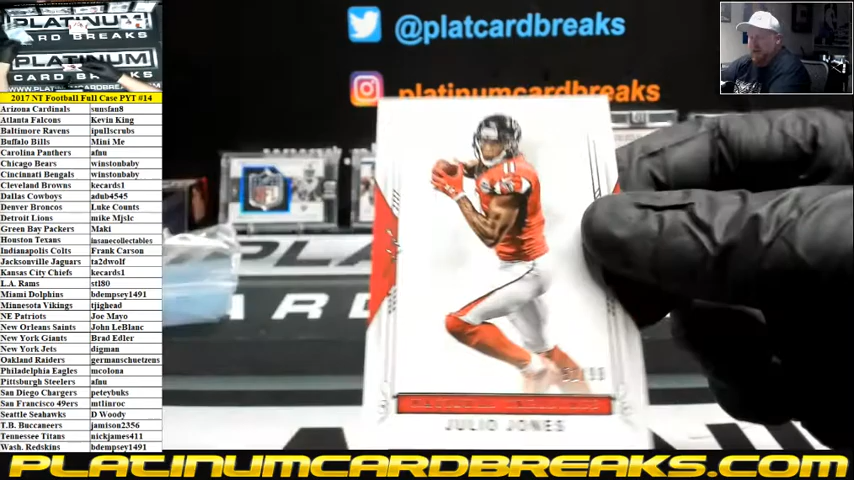 PLATINUM
CARD BREAKS
PLATINUM
CARD BREAKS
@platcardbreaks
platinumcardbreaks
2017 NT Football Full Case PYT #14
Arizona Cardinals sunsfan8
Atlanta Falcons Kevin King
Baltimore Ravens ipullscrubs
Buffalo Bills Mini Me
Carolina Panthers afnu
Chicago Bears winstonbaby
Cincinnati Bengals winstonbaby
Cleveland Browns kecards1
Dallas Cowboys adub4545
Denver Broncos Luke Counts
Detroit Lions mike Mjslc
Green Bay Packers Maki
Houston Texans insanecollectables
Indianapolis Colts Frank Carson
Jacksonville Jaguars ta2dwolf
Kansas City Chiefs kecards1
L.A. Rams stl80
Miami Dolphins bdempsey1491
Minnesota Vikings tjighead
NE Patriots Joe Mayo
New Orleans Saints John LeBlanc
New York Giants Brad Edler
New York Jets digman
Oakland Raiders germanschuetzens
Philadelphia Eagles mcolona
Pittsburgh Steelers afnu
San Diego Chargers peteybuks
San Francisco 49ers mtlinroc
Seattle Seahawks D Woody
T.B. Buccaneers jamison2356
Tennessee Titans nickjames411
Wash. Redskins bdempsey1491
NFL
11
JULIO JONES
PLATINUMCARDBREAKS.COM